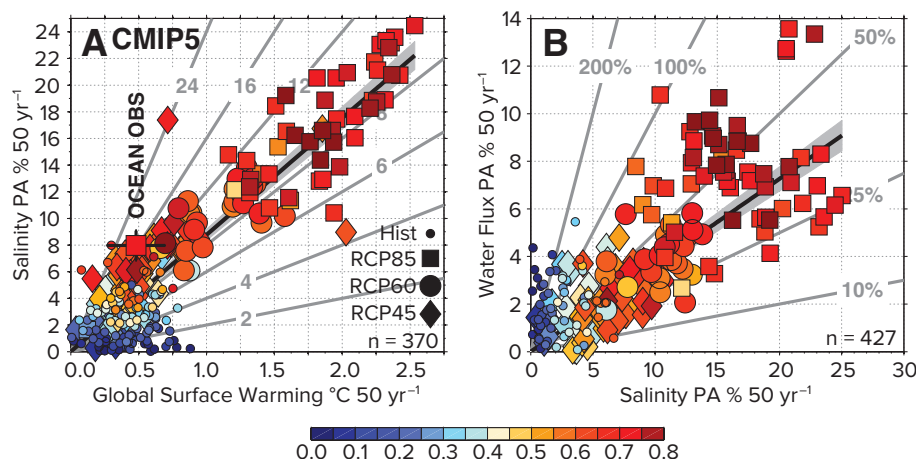 A CMIP5
Salinity PA % 50 yr⁻¹
24
22
20
18
16
14
12
10
8
6
4
2
0
24
16
12
8
6
4
2
OCEAN OBS
Hist
RCP85
RCP60
RCP45
n = 370
0.0 0.5 1.0 1.5 2.0 2.5
Global Surface Warming °C 50 yr⁻¹
B
Water Flux PA % 50 yr⁻¹
14
12
10
8
6
4
2
0
200%
100%
50%
5%
10%
n = 427
0 5 10 15 20 25 30
Salinity PA % 50 yr⁻¹
0.0 0.1 0.2 0.3 0.4 0.5 0.6 0.7 0.8